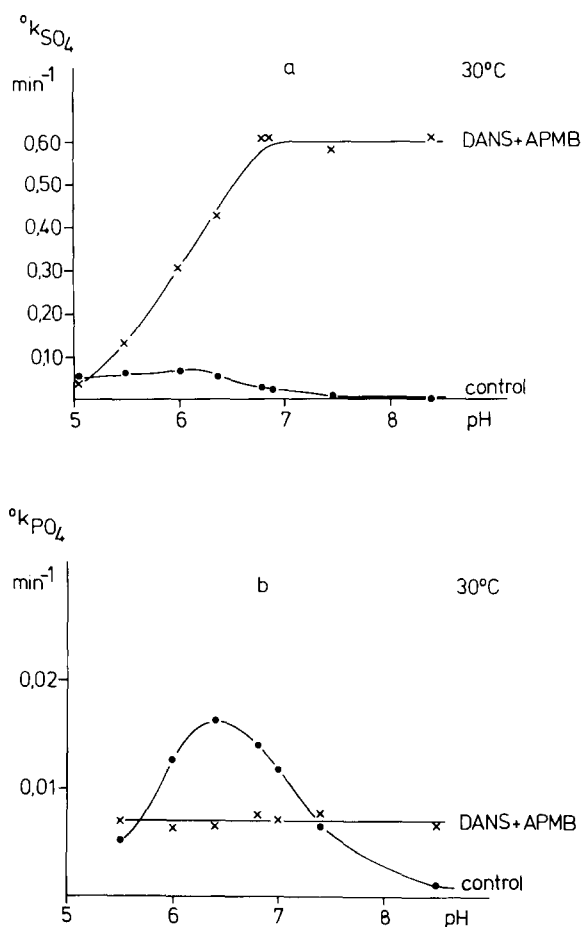 °kSO4
min-1
a
30°C
0,60
DANS+APMB
0,50
0,40
0,30
0,20
0,10
control
5
6
7
8
pH
°kPO4
min-1
b
30°C
0,02
0,01
DANS+APMB
control
5
6
7
8
pH